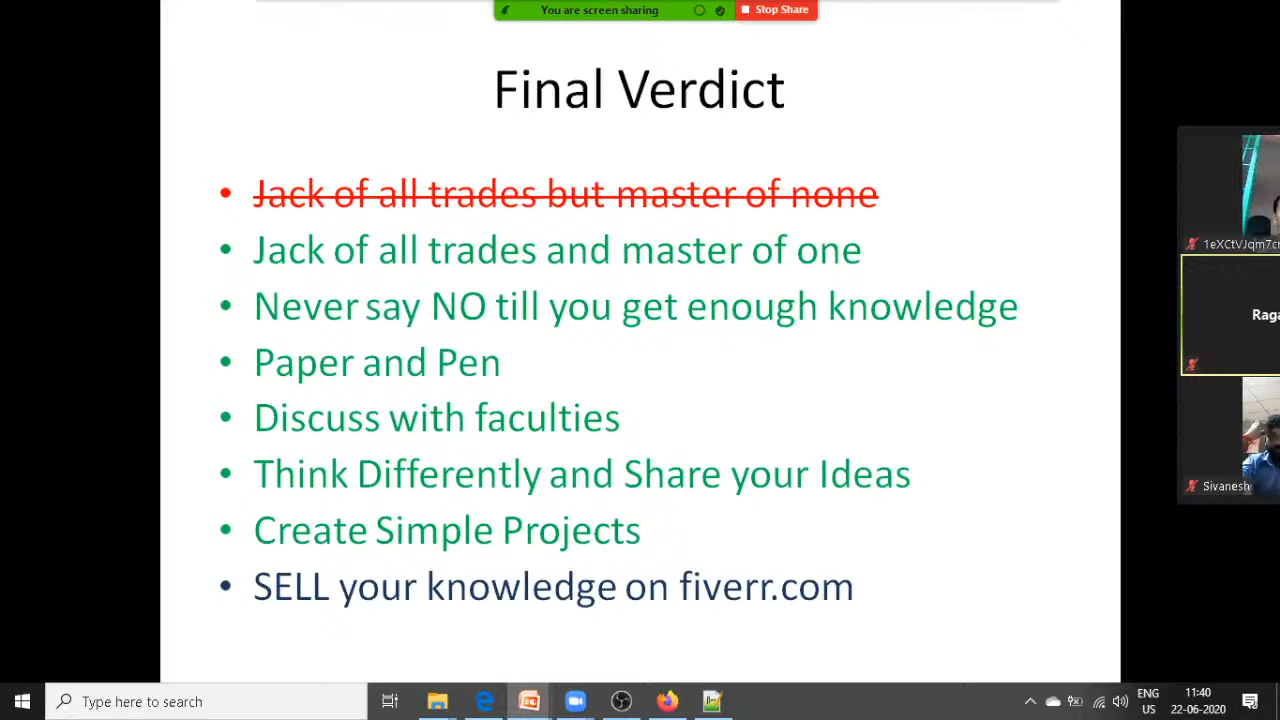 You are screen sharing
Stop Share
Final Verdict
• Jack of all trades but master of none
• Jack of all trades and master of one
• Never say NO till you get enough knowledge
• Paper and Pen
• Discuss with faculties
• Think Differently and Share your Ideas
• Create Simple Projects
• SELL your knowledge on fiverr.com
Raga
Sivanesh
Type here to search
ENG
US
11:40
22-06-2020